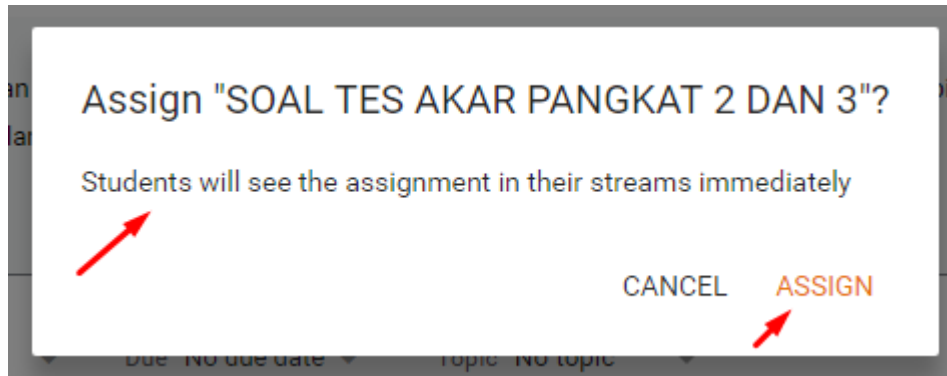 Assign "SOAL TES AKAR PANGKAT 2 DAN 3"?
Students will see the assignment in their streams immediately
CANCEL ASSIGN
Due No due date Topic No topic